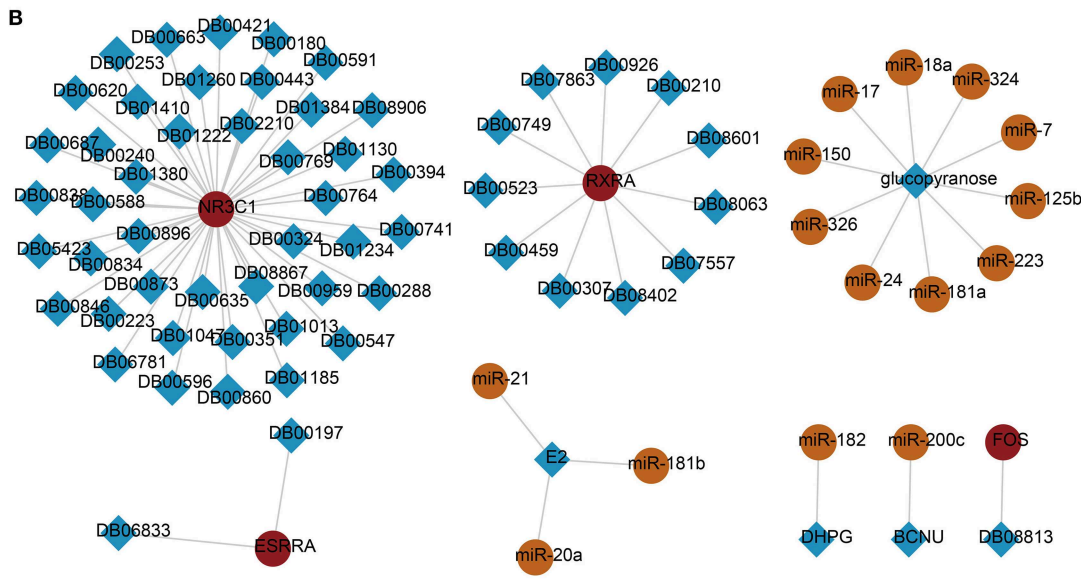 B
DB00421
DB00663
DB00180
DB00253
DB00591
DB01260
DB00443
DB00620
DB01410
DB01384
DB08906
DB02210
DB01222
DB00687
DB00240
DB01130
DB00769
DB01380
DB00394
DB00838
DB00588
DB00764
NR3C1
DB00896
DB00324
DB00741
DB01234
DB05423
DB00834
DB00873
DB08867
DB00635
DB00959
DB00288
DB00846
DB00223
DB01047
DB00351
DB01013
DB00547
DB06781
DB00596
DB00860
DB01185
DB00197
DB06833
ESRRA
DB00926
DB07863
DB00210
DB00749
DB08601
RXRA
DB00523
DB08063
DB00459
DB07557
DB00307
DB08402
miR-18a
miR-324
miR-17
miR-7
miR-150
glucopyranose
miR-125b
miR-326
miR-223
miR-24
miR-181a
miR-21
E2
miR-181b
miR-20a
miR-182
miR-200c
FOS
DHPG
BCNU
DB08813